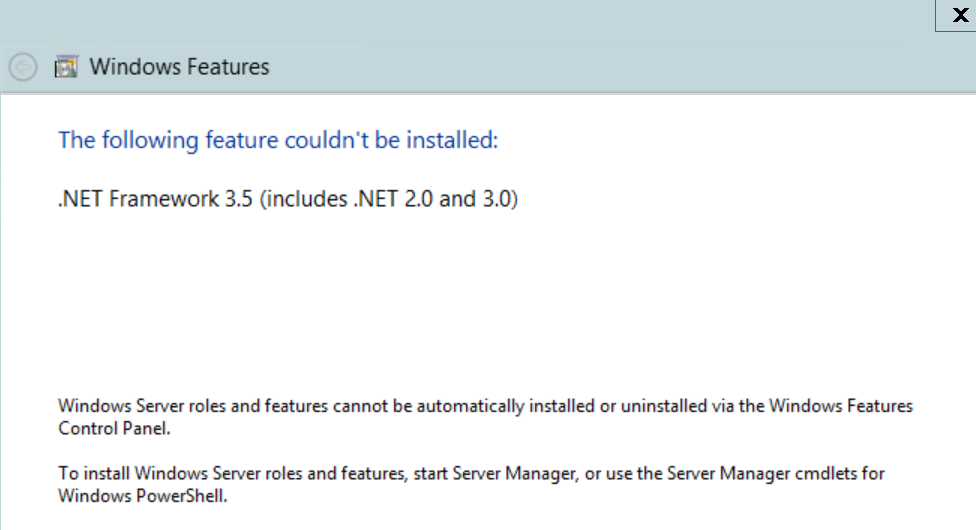 X
Windows Features
The following feature couldn't be installed:
.NET Framework 3.5 (includes .NET 2.0 and 3.0)
Windows Server roles and features cannot be automatically installed or uninstalled via the Windows Features
Control Panel.
To install Windows Server roles and features, start Server Manager, or use the Server Manager cmdlets for
Windows PowerShell.